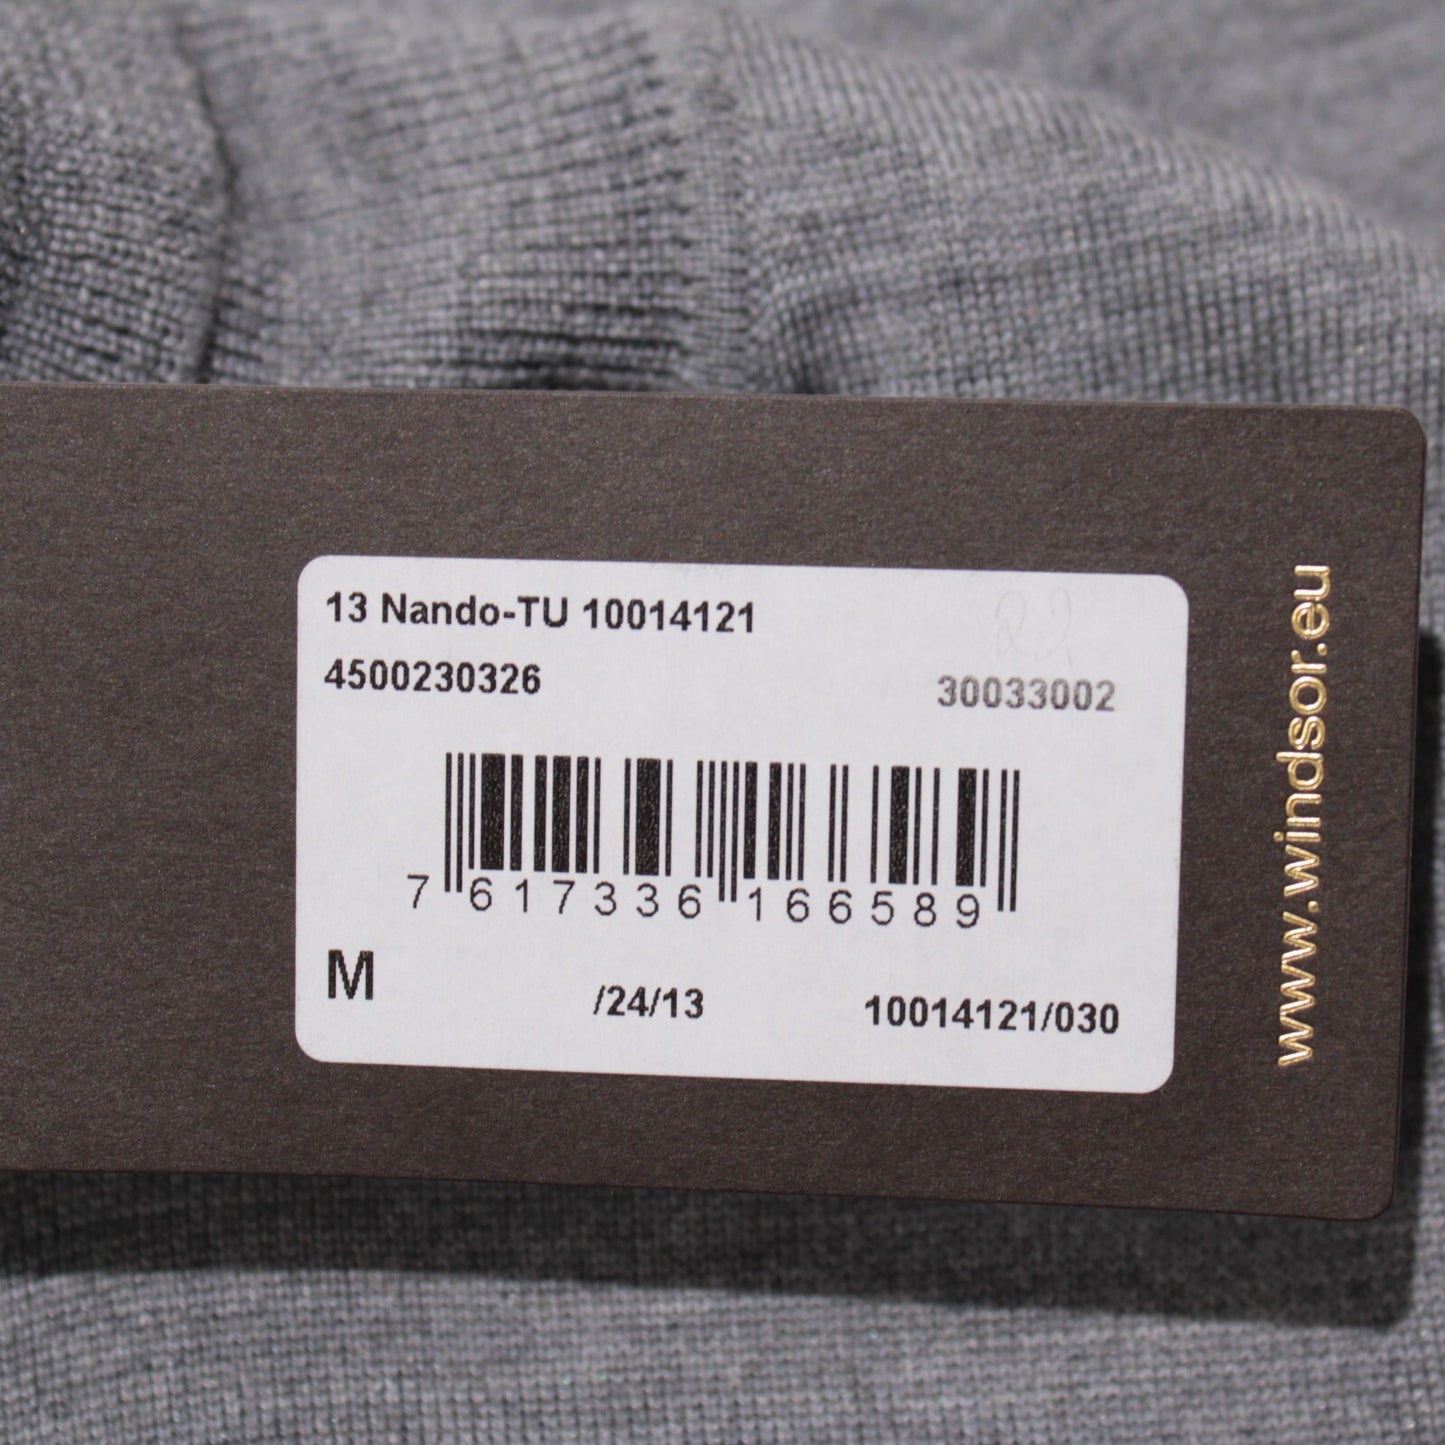 13 Nando-TU 10014121
4500230326 30033002
7 617336 166589
M /24/13 10014121/030
www.windsor.eu